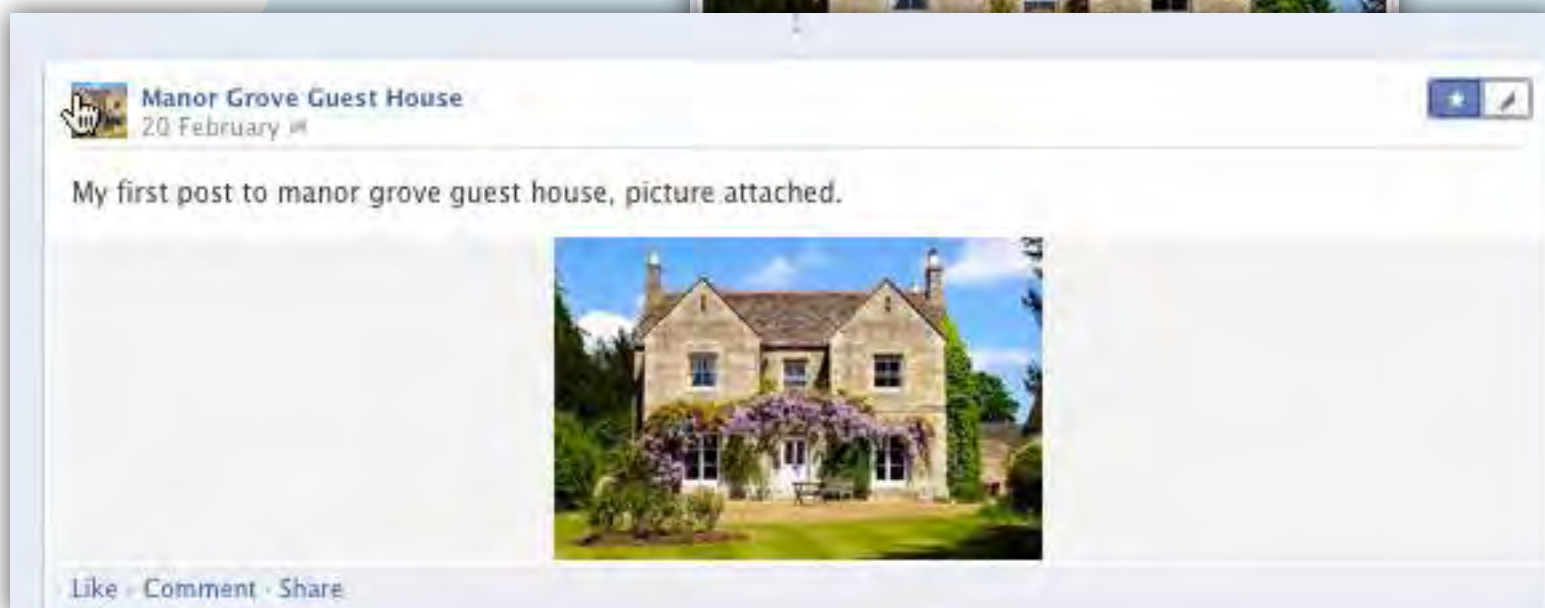 Manor Grove Guest House
20 February
My first post to manor grove guest house, picture attached.
Like · Comment · Share